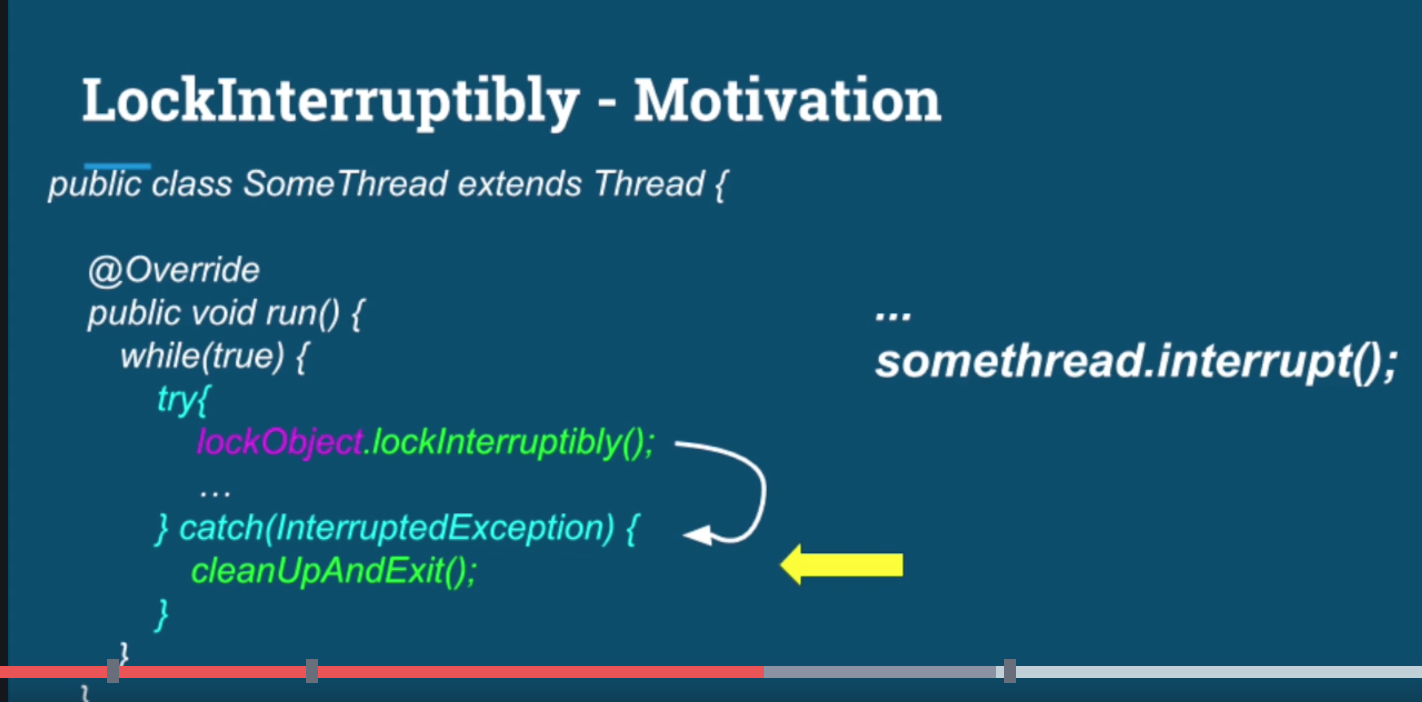 LockInterruptibly - Motivation
public class SomeThread extends Thread {
@Override
public void run() {
while(true) {
try{
lockObject.lockInterruptibly();
...
} catch(InterruptedException) {
cleanUpAndExit();
}
}
}
...
somethread.interrupt();